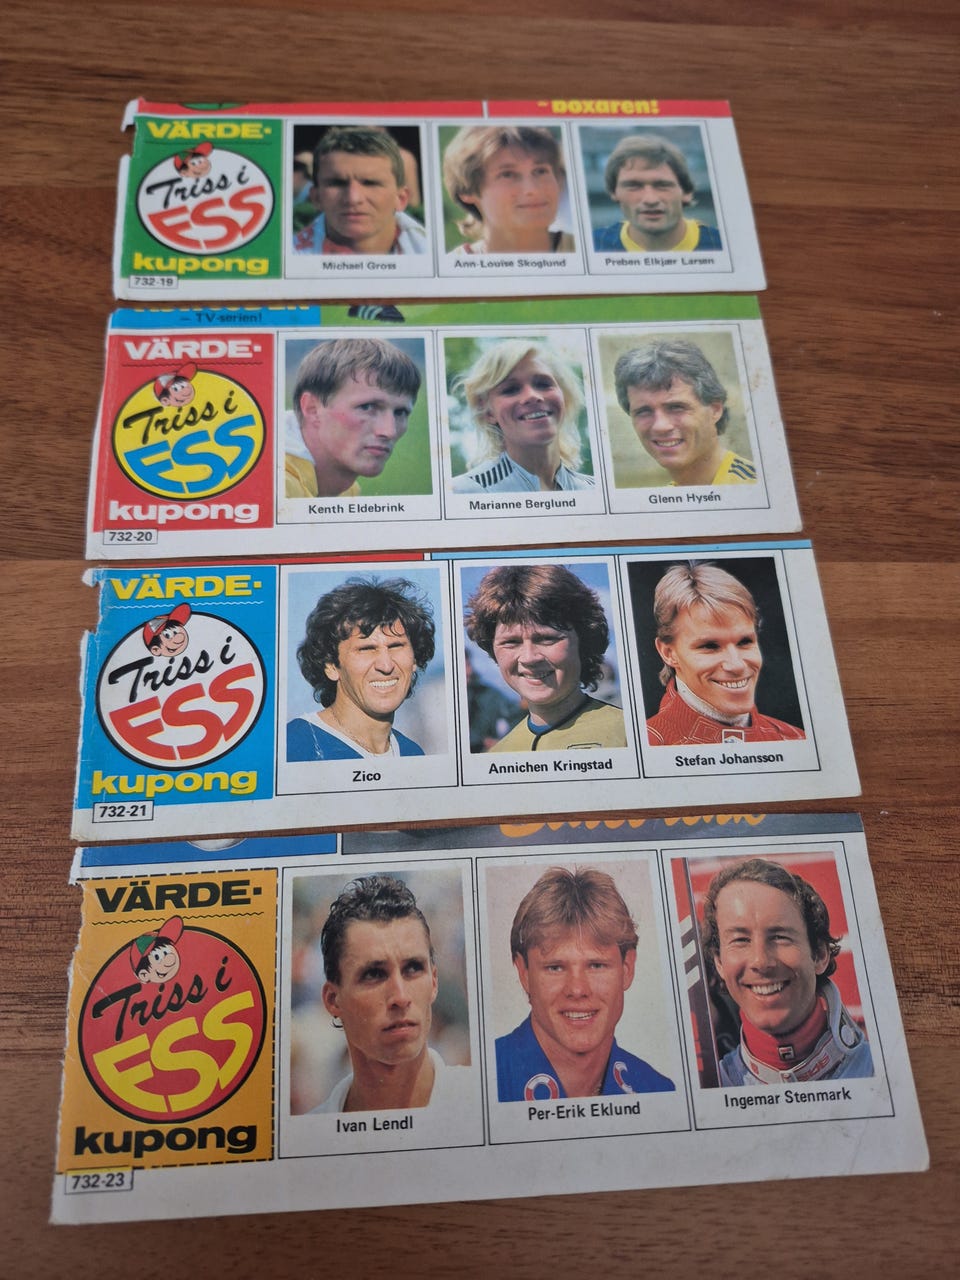 - boxaren!
VÄRDE-
Triss i
ESS
kupong
732-19
Michael Gross
Ann-Louise Skoglund
Preben Elkjær Larsen
- TV-serien!
VÄRDE-
Triss i
ESS
kupong
732-20
Kenth Eldebrink
Marianne Berglund
Glenn Hysén
VÄRDE-
Triss i
ESS
kupong
732-21
Zico
Annichen Kringstad
Stefan Johansson
VÄRDE-
Triss i
ESS
kupong
732-23
Ivan Lendl
Per-Erik Eklund
Ingemar Stenmark